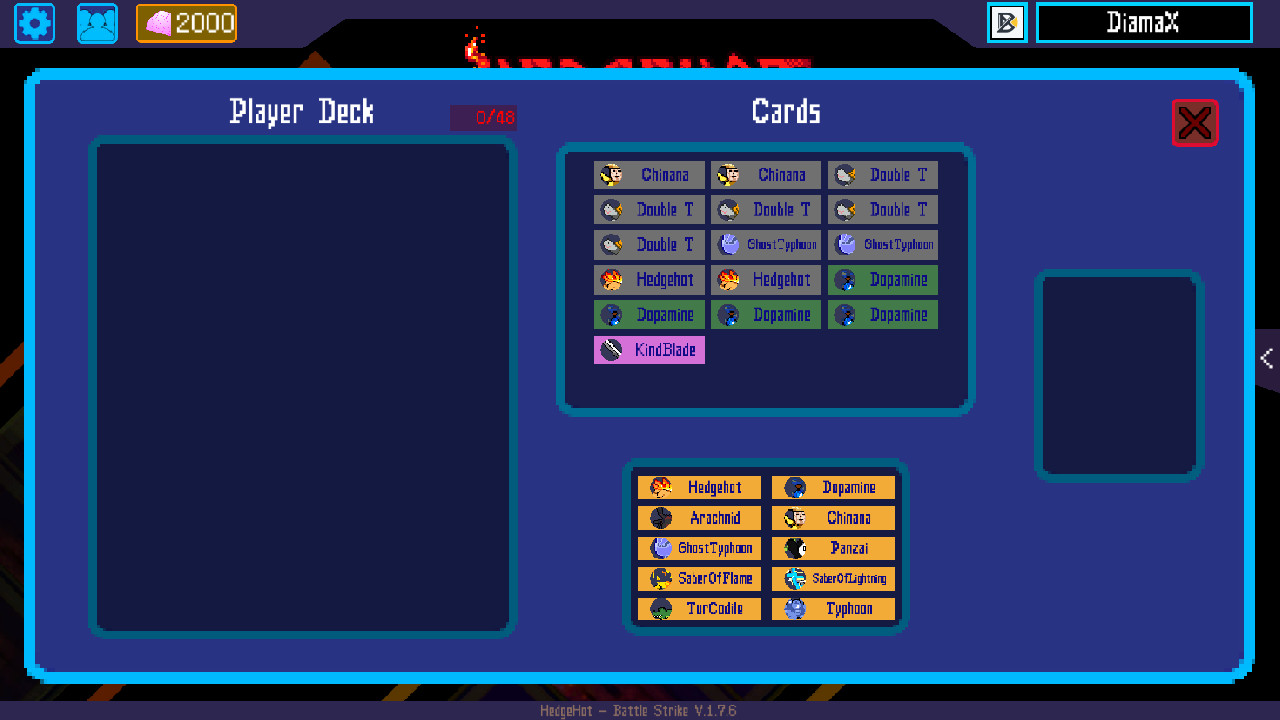 2000
DiamaX
Player Deck
0/48
Cards
Chinana Chinana Double T
Double T Double T Double T
Double T GhostTyphoon GhostTyphoon
Hedgehot Hedgehot Dopamine
Dopamine Dopamine Dopamine
KindBlade
Hedgehot Dopamine
Arachnid Chinana
GhostTyphoon Panzai
SaberOfFlame SaberOfLightning
TurCodile Typhoon
HedgeHot - Battle Strike V.1.7.6